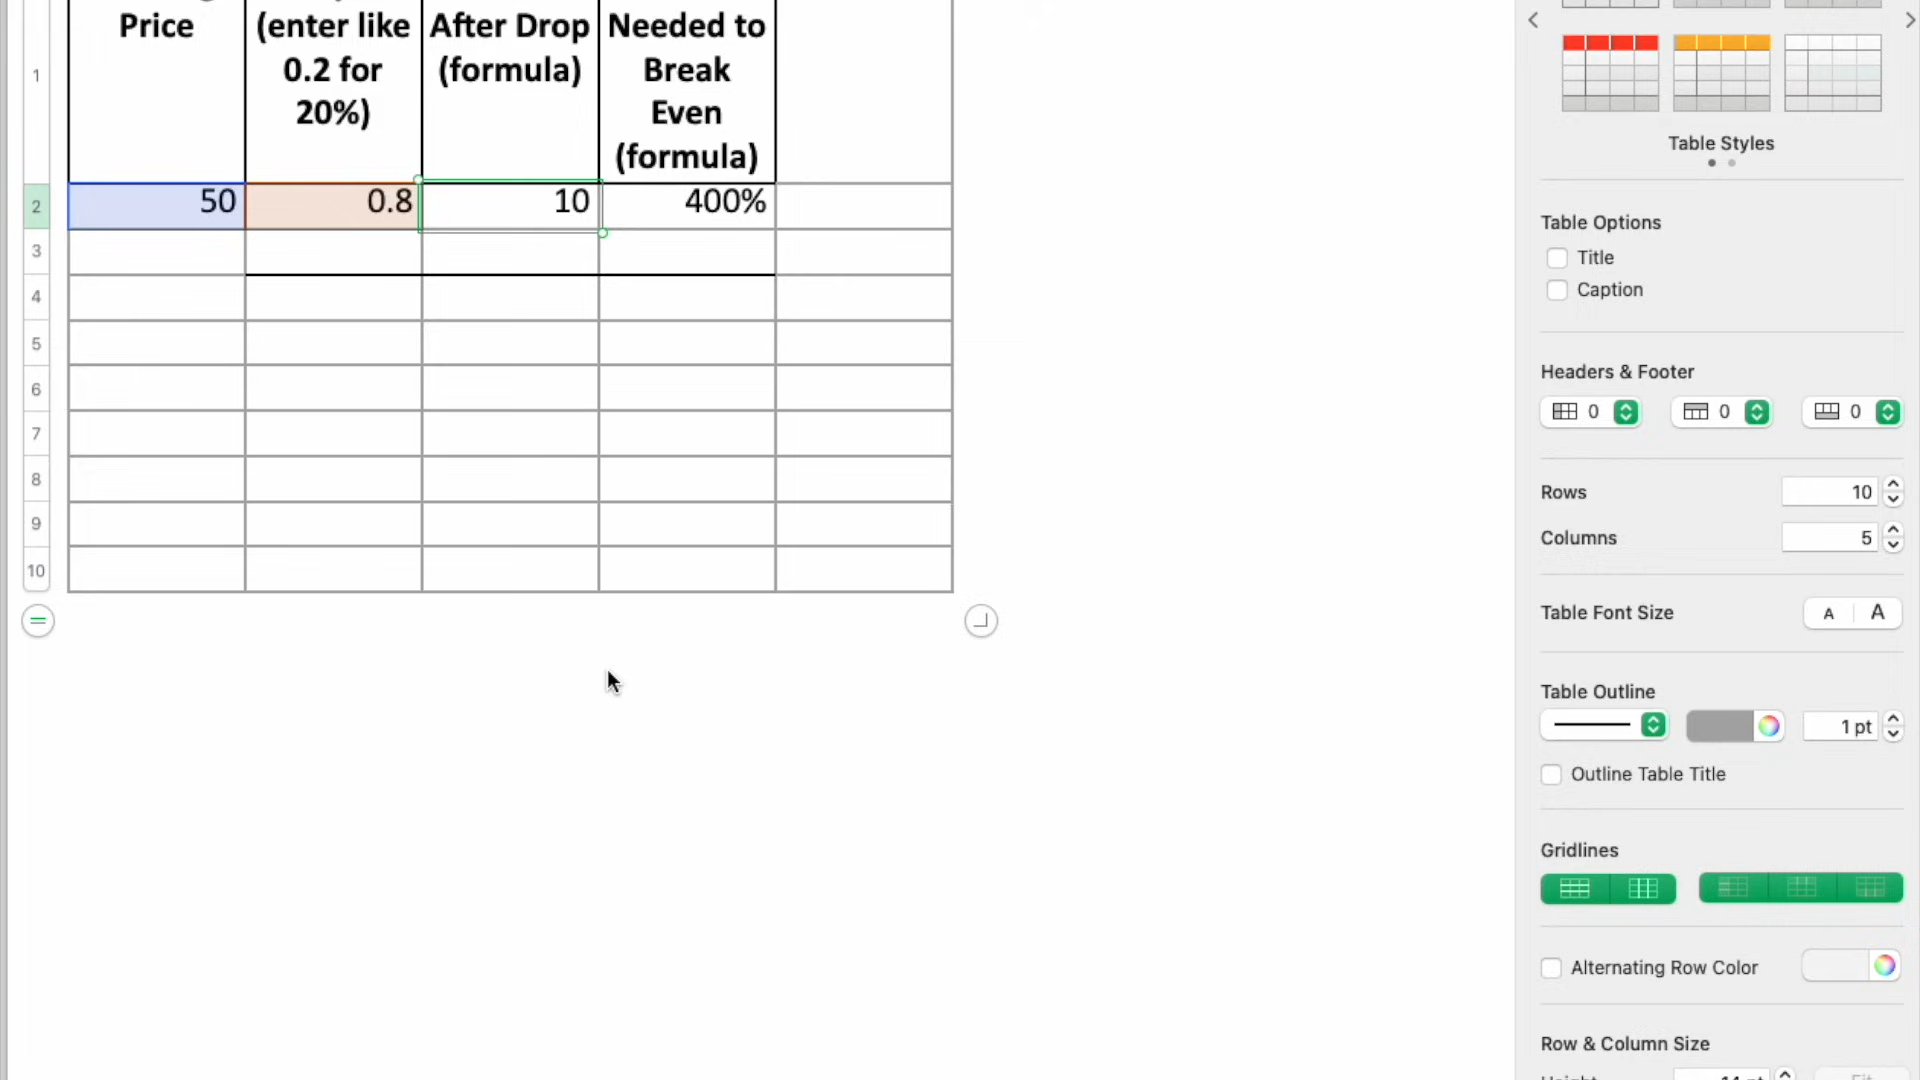 Price
(enter like
0.2 for
20%)
After Drop
(formula)
Needed to
Break
Even
(formula)
1
2
50
0.8
10
400%
3
4
5
6
7
8
9
10
Table Styles
Table Options
Title
Caption
Headers & Footer
0
0
0
Rows
10
Columns
5
Table Font Size
A
A
Table Outline
1 pt
Outline Table Title
Gridlines
Alternating Row Color
Row & Column Size